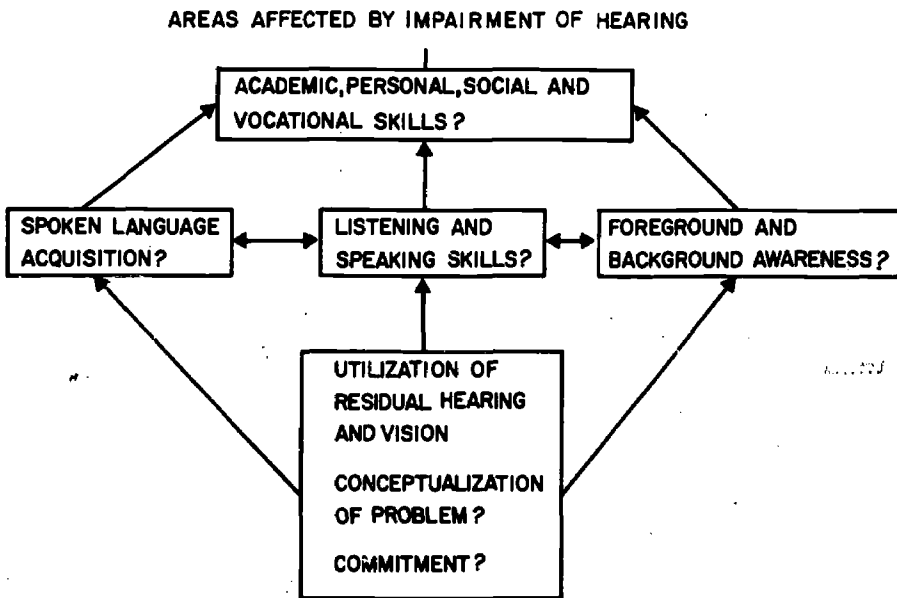 AREAS AFFECTED BY IMPAIRMENT OF HEARING
ACADEMIC, PERSONAL, SOCIAL AND
VOCATIONAL SKILLS?
SPOKEN LANGUAGE
ACQUISITION?
LISTENING AND
SPEAKING SKILLS?
FOREGROUND AND
BACKGROUND AWARENESS?
UTILIZATION OF
RESIDUAL HEARING
AND VISION
CONCEPTUALIZATION
OF PROBLEM?
COMMITMENT?